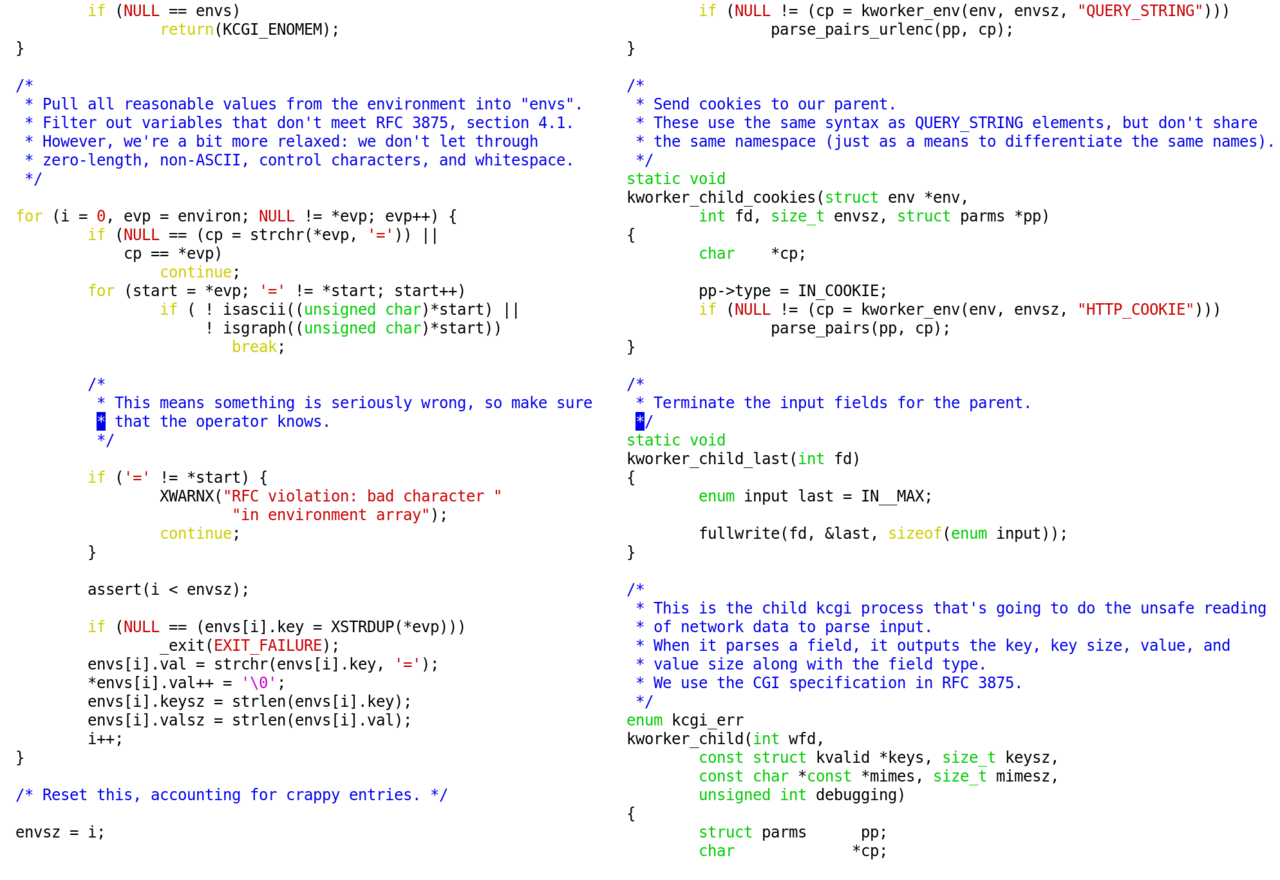 if (NULL == envs)
                return(KCGI_ENOMEM);
}

/*
 * Pull all reasonable values from the environment into "envs".
 * Filter out variables that don't meet RFC 3875, section 4.1.
 * However, we're a bit more relaxed: we don't let through
 * zero-length, non-ASCII, control characters, and whitespace.
 */

for (i = 0, evp = environ; NULL != *evp; evp++) {
        if (NULL == (cp = strchr(*evp, '=')) ||
            cp == *evp)
                continue;
        for (start = *evp; '=' != *start; start++)
                if ( ! isascii((unsigned char)*start) ||
                     ! isgraph((unsigned char)*start))
                        break;

        /*
         * This means something is seriously wrong, so make sure
         * that the operator knows.
         */

        if ('=' != *start) {
                XWARNX("RFC violation: bad character "
                        "in environment array");
                continue;
        }

        assert(i < envsz);

        if (NULL == (envs[i].key = XSTRDUP(*evp)))
                _exit(EXIT_FAILURE);
        envs[i].val = strchr(envs[i].key, '=');
        *envs[i].val++ = '\0';
        envs[i].keysz = strlen(envs[i].key);
        envs[i].valsz = strlen(envs[i].val);
        i++;
}

/* Reset this, accounting for crappy entries. */

envsz = i;

        if (NULL != (cp = kworker_env(env, envsz, "QUERY_STRING")))
                parse_pairs_urlenc(pp, cp);
}

/*
 * Send cookies to our parent.
 * These use the same syntax as QUERY_STRING elements, but don't share
 * the same namespace (just as a means to differentiate the same names).
 */
static void
kworker_child_cookies(struct env *env,
        int fd, size_t envsz, struct parms *pp)
{
        char    *cp;

        pp->type = IN_COOKIE;
        if (NULL != (cp = kworker_env(env, envsz, "HTTP_COOKIE")))
                parse_pairs(pp, cp);
}

/*
 * Terminate the input fields for the parent.
 */
static void
kworker_child_last(int fd)
{
        enum input last = IN__MAX;

        fullwrite(fd, &last, sizeof(enum input));
}

/*
 * This is the child kcgi process that's going to do the unsafe reading
 * of network data to parse input.
 * When it parses a field, it outputs the key, key size, value, and
 * value size along with the field type.
 * We use the CGI specification in RFC 3875.
 */
enum kcgi_err
kworker_child(int wfd,
        const struct kvalid *keys, size_t keysz,
        const char *const *mimes, size_t mimesz,
        unsigned int debugging)
{
        struct parms      pp;
        char             *cp;